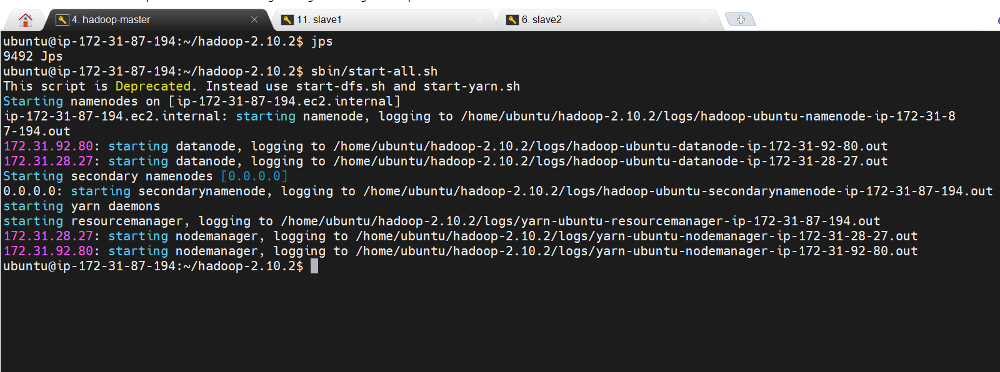 4. hadoop-master
11. slave1
6. slave2
ubuntu@ip-172-31-87-194:~/hadoop-2.10.2$ jps
9492 Jps
ubuntu@ip-172-31-87-194:~/hadoop-2.10.2$ sbin/start-all.sh
This script is Deprecated. Instead use start-dfs.sh and start-yarn.sh
Starting namenodes on [ip-172-31-87-194.ec2.internal]
ip-172-31-87-194.ec2.internal: starting namenode, logging to /home/ubuntu/hadoop-2.10.2/logs/hadoop-ubuntu-namenode-ip-172-31-8
7-194.out
172.31.92.80: starting datanode, logging to /home/ubuntu/hadoop-2.10.2/logs/hadoop-ubuntu-datanode-ip-172-31-92-80.out
172.31.28.27: starting datanode, logging to /home/ubuntu/hadoop-2.10.2/logs/hadoop-ubuntu-datanode-ip-172-31-28-27.out
Starting secondary namenodes [0.0.0.0]
0.0.0.0: starting secondarynamenode, logging to /home/ubuntu/hadoop-2.10.2/logs/hadoop-ubuntu-secondarynamenode-ip-172-31-87-194.out
starting yarn daemons
starting resourcemanager, logging to /home/ubuntu/hadoop-2.10.2/logs/yarn-ubuntu-resourcemanager-ip-172-31-87-194.out
172.31.28.27: starting nodemanager, logging to /home/ubuntu/hadoop-2.10.2/logs/yarn-ubuntu-nodemanager-ip-172-31-28-27.out
172.31.92.80: starting nodemanager, logging to /home/ubuntu/hadoop-2.10.2/logs/yarn-ubuntu-nodemanager-ip-172-31-92-80.out
ubuntu@ip-172-31-87-194:~/hadoop-2.10.2$